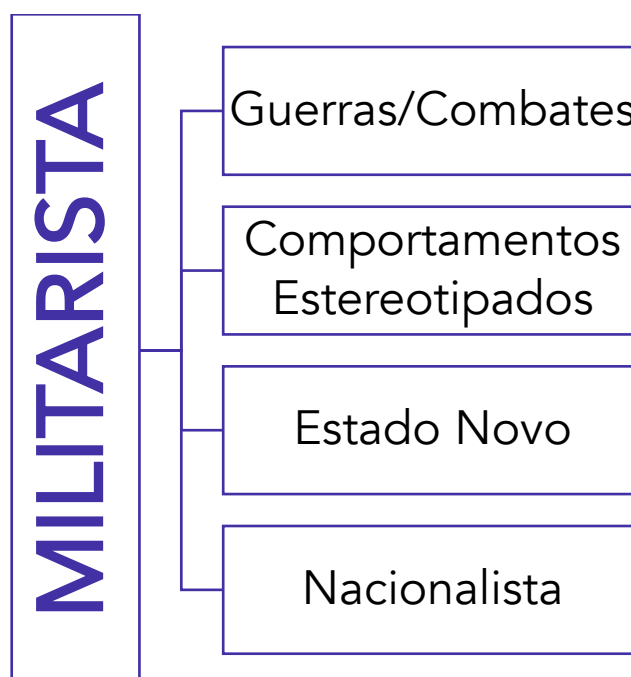 MILITARISTA
Guerras/Combates
Comportamentos
Estereotipados
Estado Novo
Nacionalista